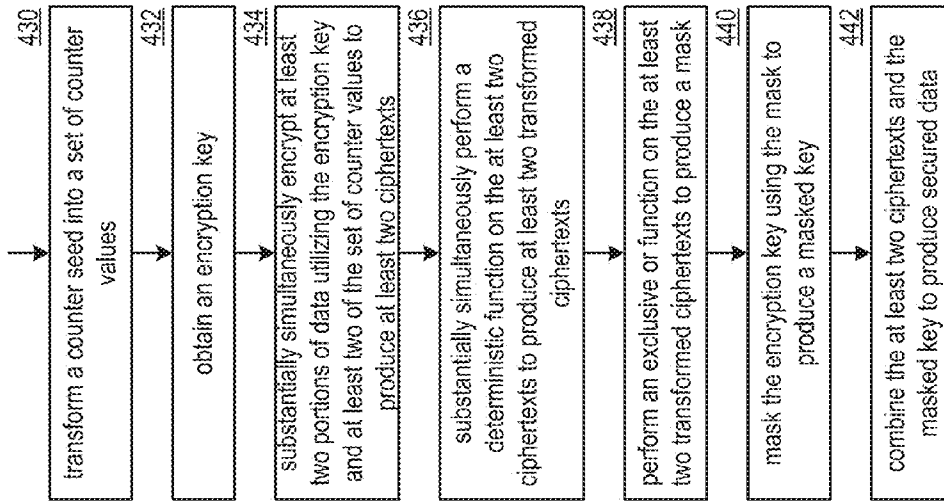 430
transform a counter seed into a set of counter
values
432
obtain an encryption key
434
substantially simultaneously encrypt at least
two portions of data utilizing the encryption key
and at least two of the set of counter values to
produce at least two ciphertexts
436
substantially simultaneously perform a
deterministic function on the at least two
ciphertexts to produce at least two transformed
ciphertexts
438
perform an exclusive or function on the at least
two transformed ciphertexts to produce a mask
440
mask the encryption key using the mask to
produce a masked key
442
combine the at least two ciphertexts and the
masked key to produce secured data